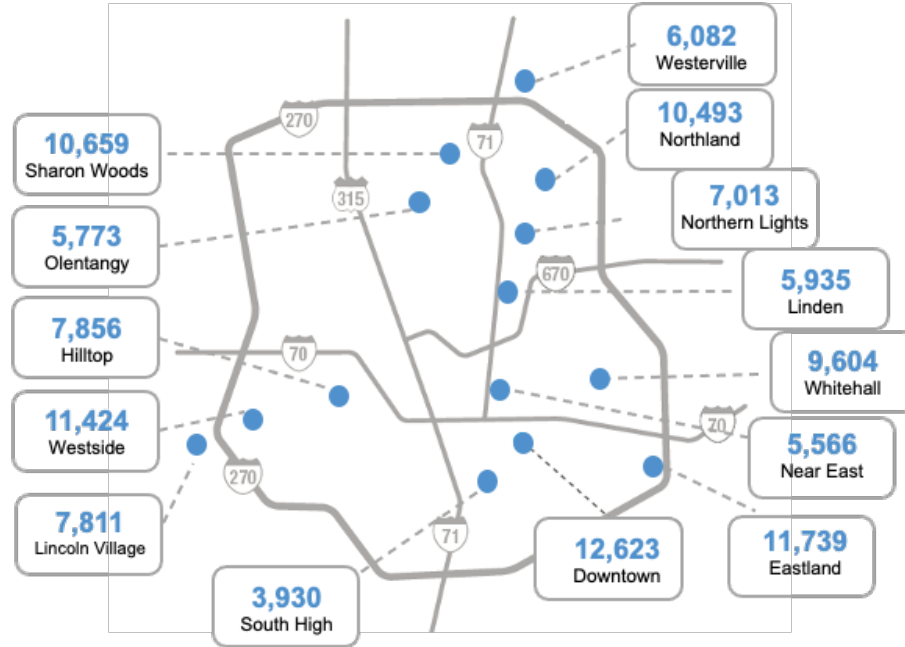 6,082
Westerville
10,493
Northland
7,013
Northern Lights
5,935
Linden
9,604
Whitehall
5,566
Near East
11,739
Eastland
12,623
Downtown
3,930
South High
7,811
Lincoln Village
11,424
Westside
7,856
Hilltop
5,773
Olentangy
10,659
Sharon Woods
270
71
315
670
70
70
270
71